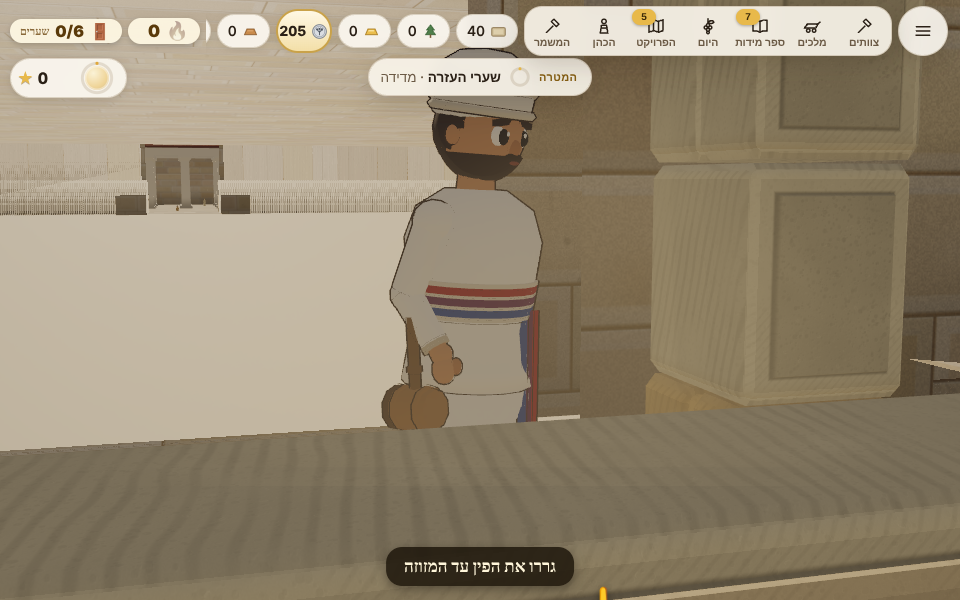 שערים 0/6
0
0
205
0
0
40
המשמר
הכהן
5
הפרויקט
היום
7
ספר מידות
מלכים
צוותים
0
המטרה שערי העזרה · מדידה
גררו את הפין עד המזוזה